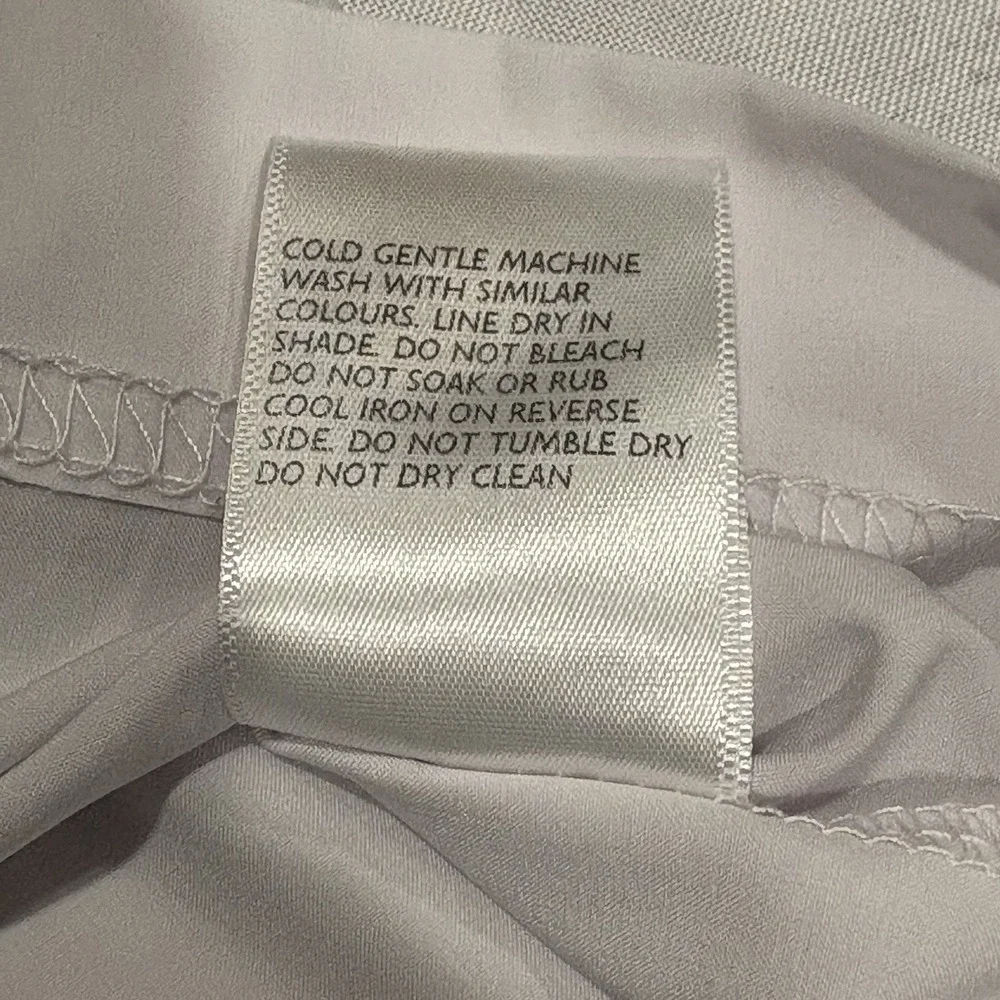 COLD GENTLE MACHINE
WASH WITH SIMILAR
COLOURS. LINE DRY IN
SHADE. DO NOT BLEACH
DO NOT SOAK OR RUB
COOL IRON ON REVERSE
SIDE. DO NOT TUMBLE DRY
DO NOT DRY CLEAN